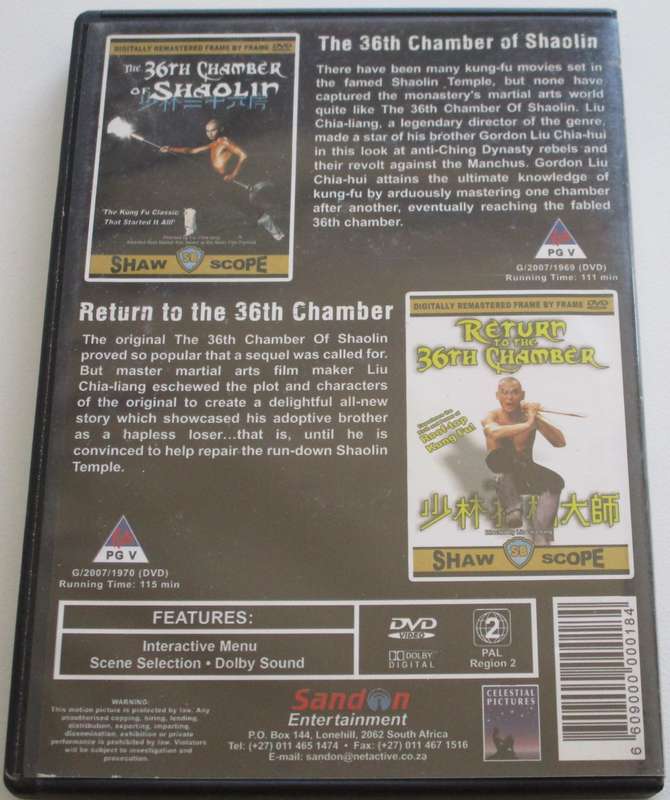 DIGITALLY REMASTERED FRAME BY FRAME DVD
THE 36TH CHAMBER
OF SHAOLIN
少林三十六房
'The Kung Fu Classic
That Started It All!'
SHAW SB SCOPE
The 36th Chamber of Shaolin
There have been many kung-fu movies set in
the famed Shaolin Temple, but none have
captured the monastery's martial arts world
quite like The 36th Chamber Of Shaolin. Liu
Chia-liang, a legendary director of the genre,
made a star of his brother Gordon Liu Chia-hui
in this look at anti-Ching Dynasty rebels and
their revolt against the Manchus. Gordon Liu
Chia-hui attains the ultimate knowledge of
kung-fu by arduously mastering one chamber
after another, eventually reaching the fabled
36th chamber.
PG V
G/2007/1969 (DVD)
Running Time: 111 min
Return to the 36th Chamber
The original The 36th Chamber Of Shaolin
proved so popular that a sequel was called for.
But master martial arts film maker Liu
Chia-liang eschewed the plot and characters
of the original to create a delightful all-new
story which showcased his adoptive brother
as a hapless loser...that is, until he is
convinced to help repair the run-down Shaolin
Temple.
PG V
G/2007/1970 (DVD)
Running Time: 115 min
DIGITALLY REMASTERED FRAME BY FRAME DVD
RETURN
TO THE
36TH CHAMBER
Roof-top
Kung Fu!
少林 大師
SHAW SB SCOPE
FEATURES:
Interactive Menu
Scene Selection • Dolby Sound
DVD
VIDEO
DOLBY
DIGITAL
2
PAL
Region 2
WARNING:
This motion picture is protected by law. Any
unauthorised copying, hiring, lending,
distribution, exporting, importing,
dissemination, exhibition or private
performance is prohibited by law. Violators
will be subject to investigation and
prosecution.
Sandon
Entertainment
P.O. Box 144, Lonehill, 2062 South Africa
Tel: (+27) 011 465 1474 • Fax: (+27) 011 467 1516
E-mail: sandon@netactive.co.za
CELESTIAL
PICTURES
6 609000 000184